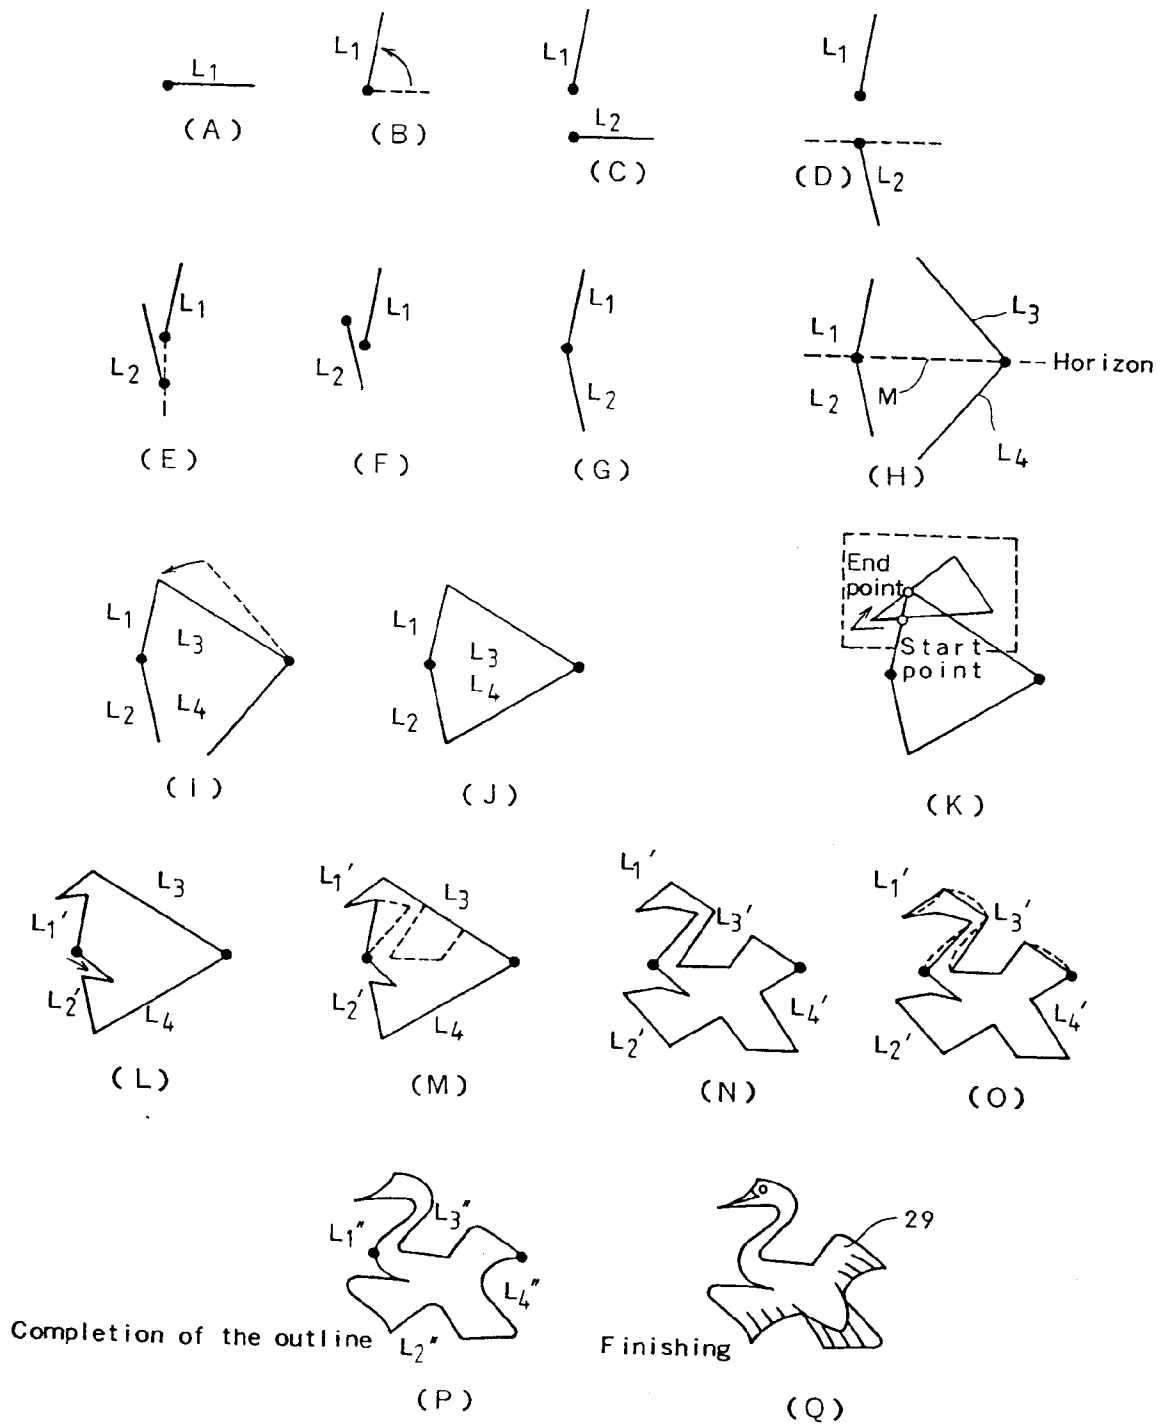 L1 L1 L1 L1
L2
(A) (B) (C) (D) L2
L1 L1 L1 L1 L3
Horizon
L2 L2 L2 L2 M
L4
(E) (F) (G) (H)
End
point
L1 L1
L3 L3
L4
Start
point
L2 L4 L2
(I) (J) (K)
L1' L3 L1' L3 L1' L3' L1' L3'
L2' L4 L2' L4 L2' L4' L2' L4'
(L) (M) (N) (O)
L1" L3" 29
L4"
Completion of the outline L2" Finishing
(P) (Q)